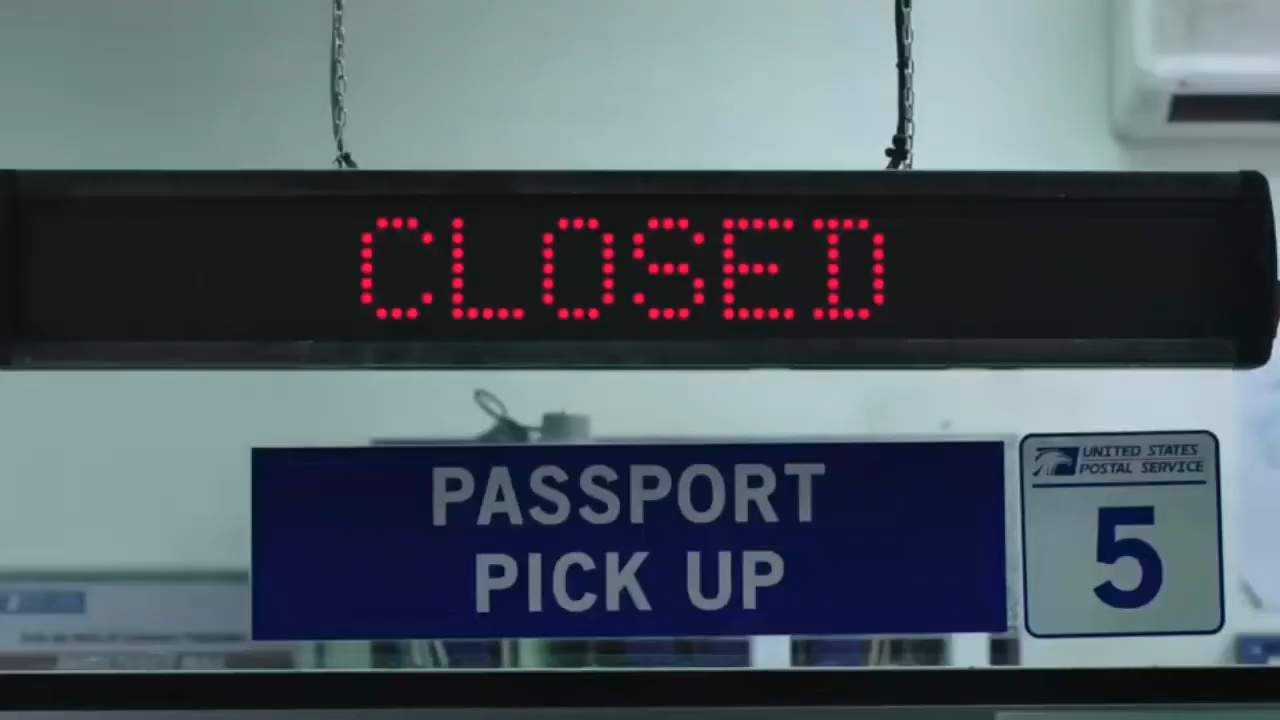 CLOSED
PASSPORT
PICK UP
UNITED STATES
POSTAL SERVICE
5